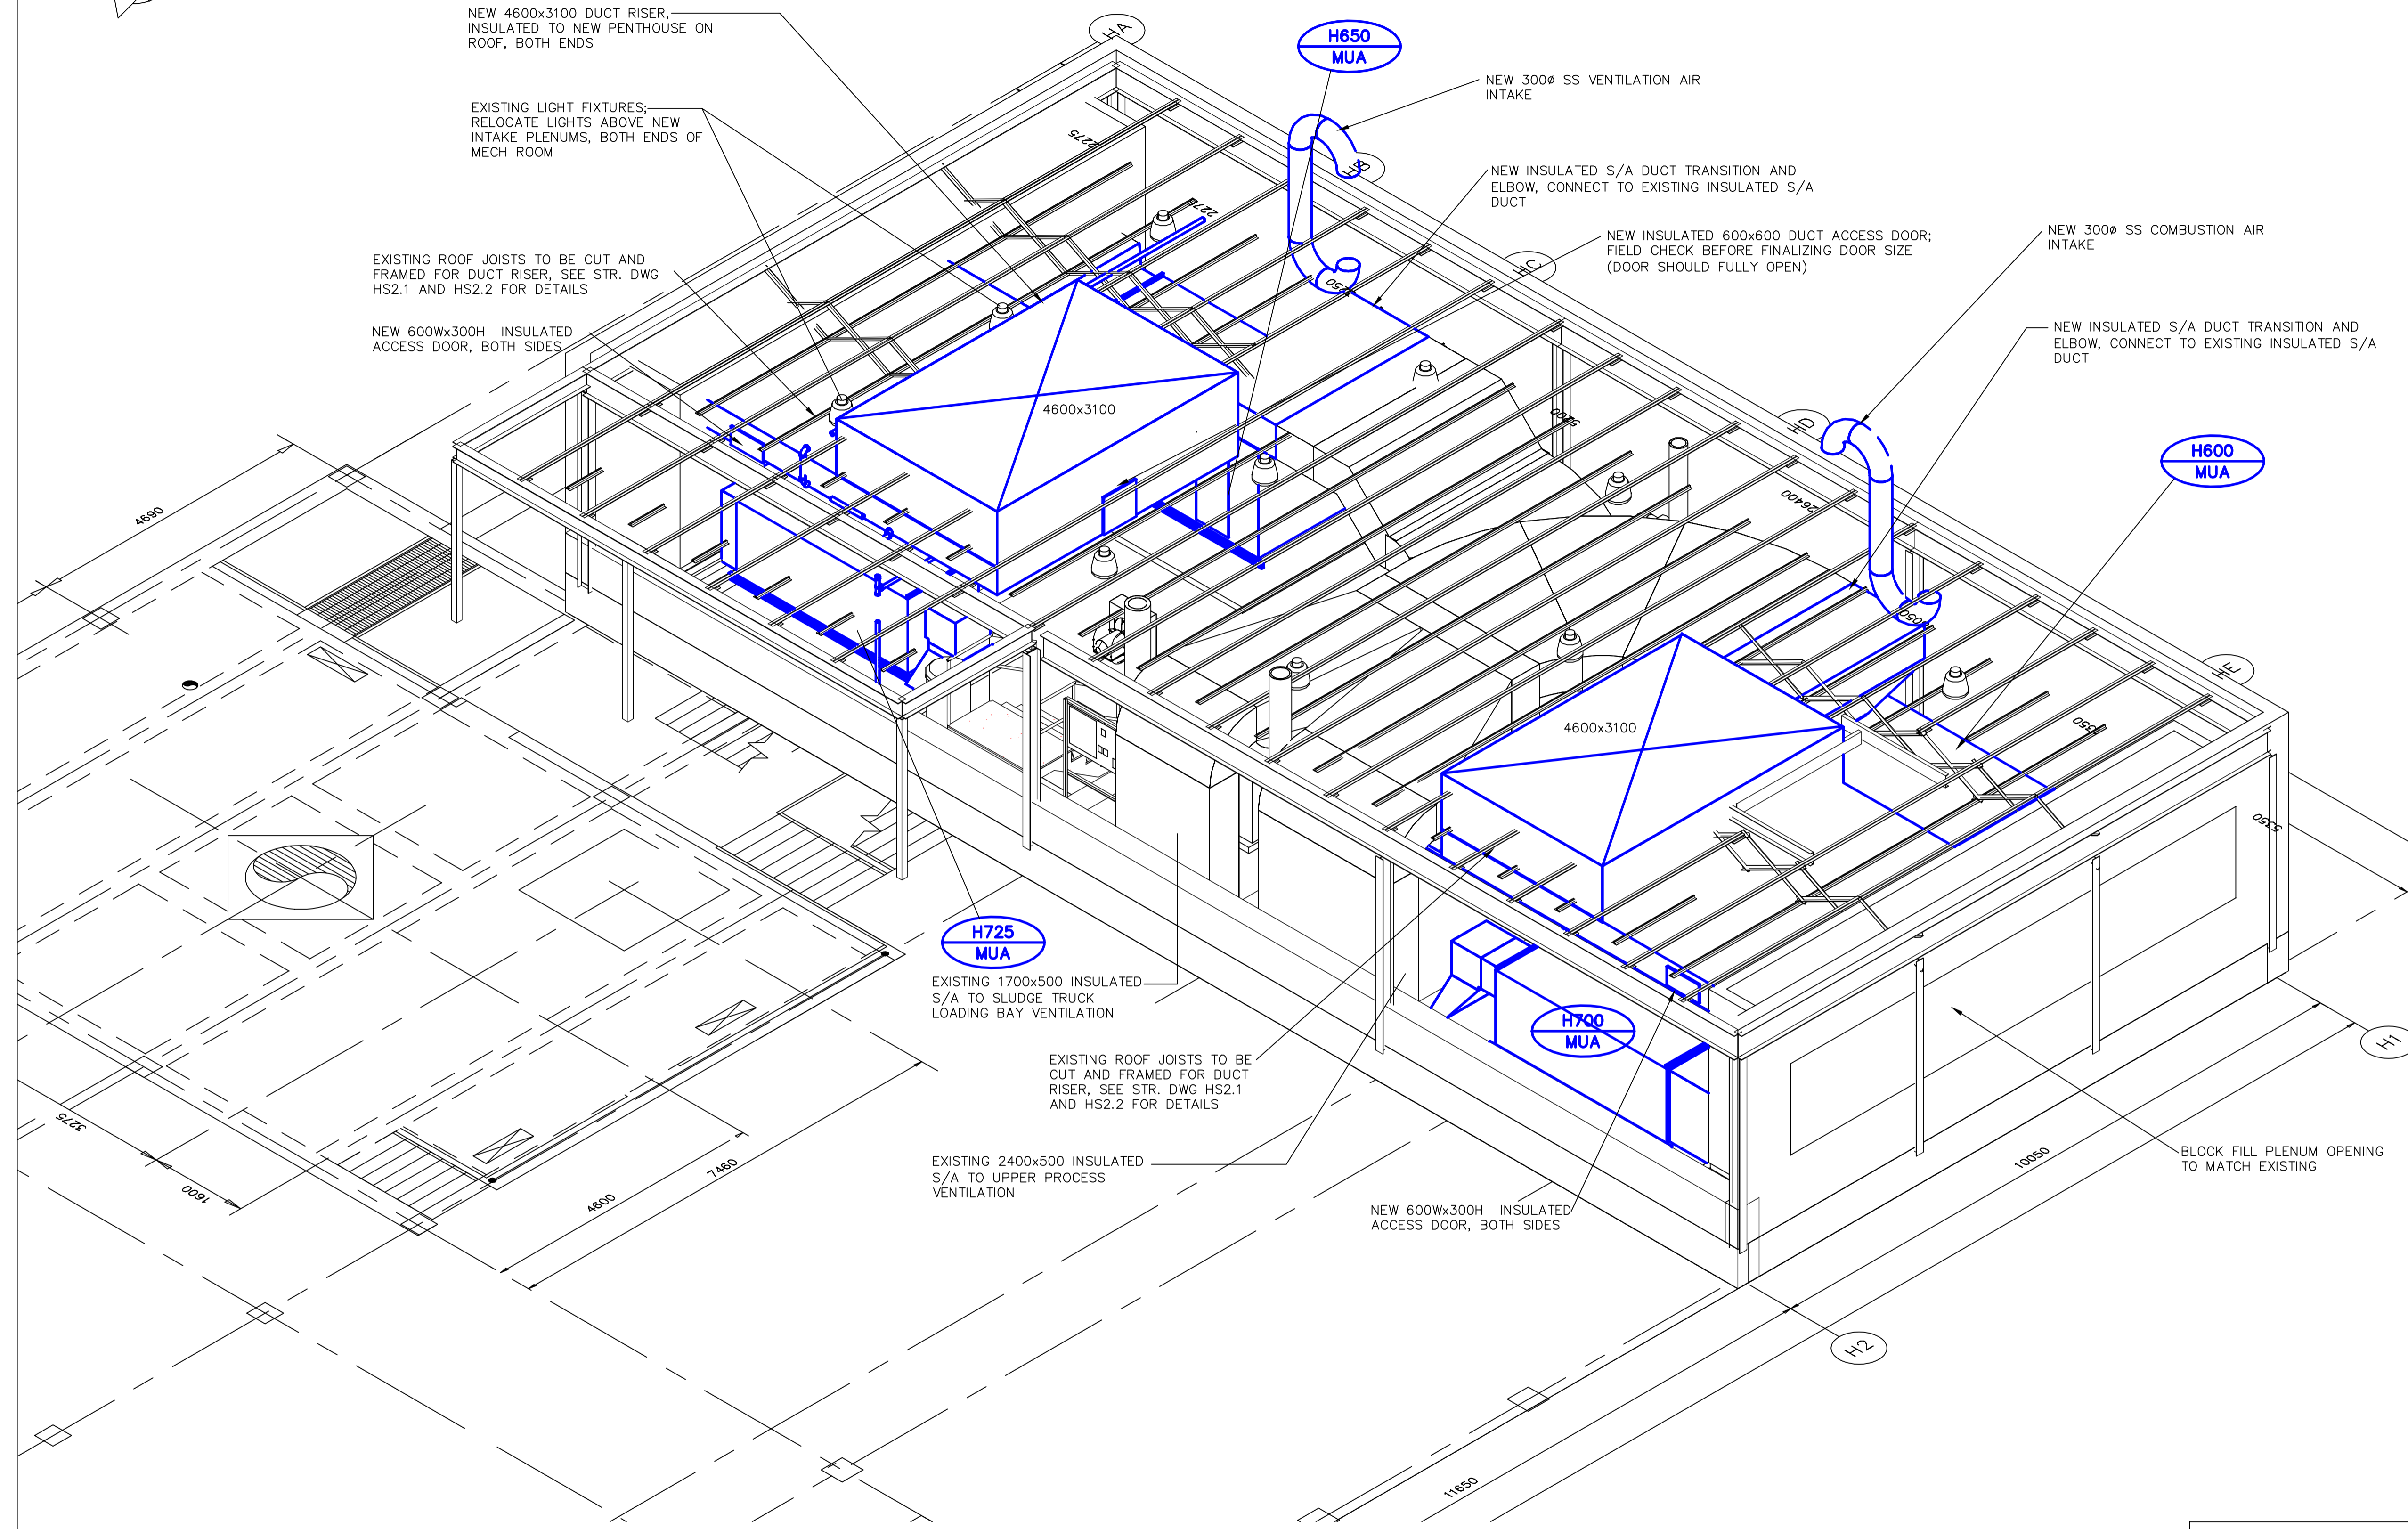 NEW 4600x3100 DUCT RISER,
INSULATED TO NEW PENTHOUSE ON
ROOF, BOTH ENDS
HA
H650
MUA
NEW 300ø SS VENTILATION AIR
INTAKE
EXISTING LIGHT FIXTURES;
RELOCATE LIGHTS ABOVE NEW
INTAKE PLENUMS, BOTH ENDS OF
MECH ROOM
2275
HB
NEW INSULATED S/A DUCT TRANSITION AND
ELBOW, CONNECT TO EXISTING INSULATED S/A
DUCT
NEW INSULATED 600x600 DUCT ACCESS DOOR;
FIELD CHECK BEFORE FINALIZING DOOR SIZE
(DOOR SHOULD FULLY OPEN)
NEW 300ø SS COMBUSTION AIR
INTAKE
HC
EXISTING ROOF JOISTS TO BE CUT AND
FRAMED FOR DUCT RISER, SEE STR. DWG
HS2.1 AND HS2.2 FOR DETAILS
NEW 600Wx300H INSULATED
ACCESS DOOR, BOTH SIDES
NEW INSULATED S/A DUCT TRANSITION AND
ELBOW, CONNECT TO EXISTING INSULATED S/A
DUCT
4600x3100
HD
H600
MUA
26400
4690
HE
4600x3100
5350
5350
H725
MUA
EXISTING 1700x500 INSULATED
S/A TO SLUDGE TRUCK
LOADING BAY VENTILATION
H700
MUA
H1
EXISTING ROOF JOISTS TO BE
CUT AND FRAMED FOR DUCT
RISER, SEE STR. DWG HS2.1
AND HS2.2 FOR DETAILS
EXISTING 2400x500 INSULATED
S/A TO UPPER PROCESS
VENTILATION
NEW 600Wx300H INSULATED
ACCESS DOOR, BOTH SIDES
BLOCK FILL PLENUM OPENING
TO MATCH EXISTING
3275
1600
4600
7460
10050
H2
11650